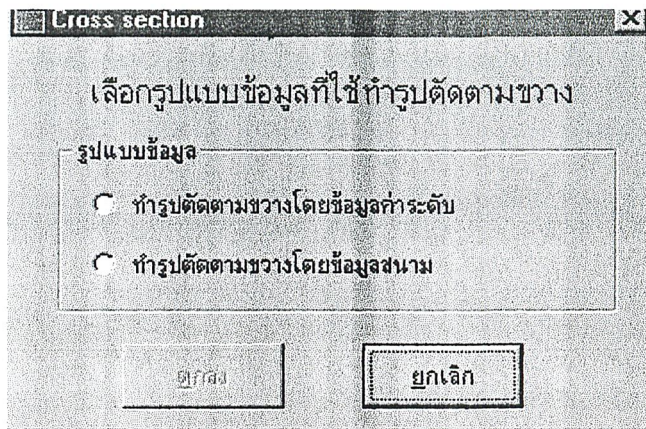 Cross section
เลือกรูปแบบข้อมูลที่ใช้ทำรูปตัดตามขวาง
รูปแบบข้อมูล
ทำรูปตัดตามขวางโดยข้อมูลค่าระดับ
ทำรูปตัดตามขวางโดยข้อมูลสนาม
ตกลง
ยกเลิก